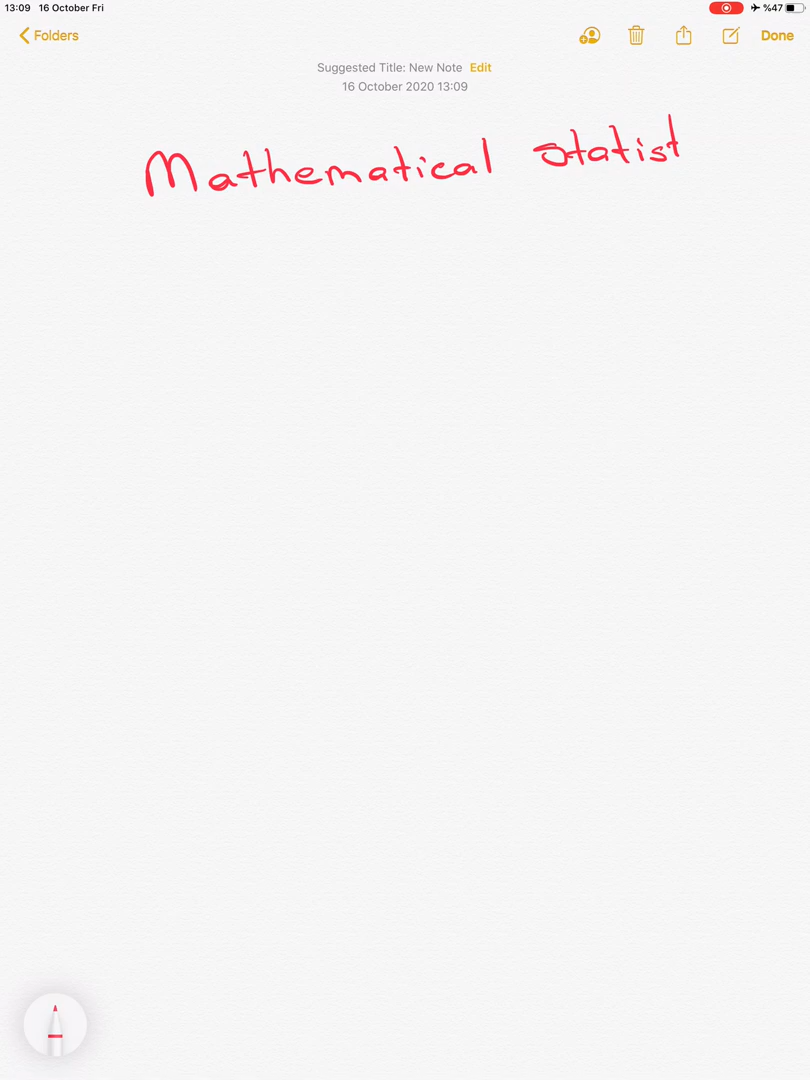 13:09 16 October Fri %47
Folders Done
Suggested Title: New Note Edit
16 October 2020 13:09
Mathematical Statist